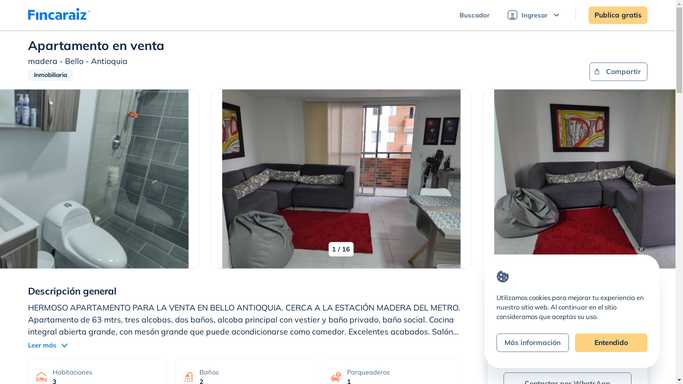 Fincaraiz
Buscador
Ingresar
Publica gratis
Apartamento en venta
madera - Bello - Antioquia
Inmobiliaria
Compartir
1 / 16
Descripción general
HERMOSO APARTAMENTO PARA LA VENTA EN BELLO ANTIOQUIA. CERCA A LA ESTACIÓN MADERA DEL METRO.
Apartamento de 63 mtrs, tres alcobas, dos baños, alcoba principal con vestier y baño privado, baño social. Cocina
integral abierta grande, con mesón grande que puede acondicionarse como comedor. Excelentes acabados. Salón...
Leer más
Utilizamos cookies para mejorar tu experiencia en
nuestro sitio web. Al continuar en el sitio
consideramos que aceptas su uso.
Más información
Entendido
Habitaciones
3
Baños
2
Parqueaderos
1
Contactar por WhatsApp